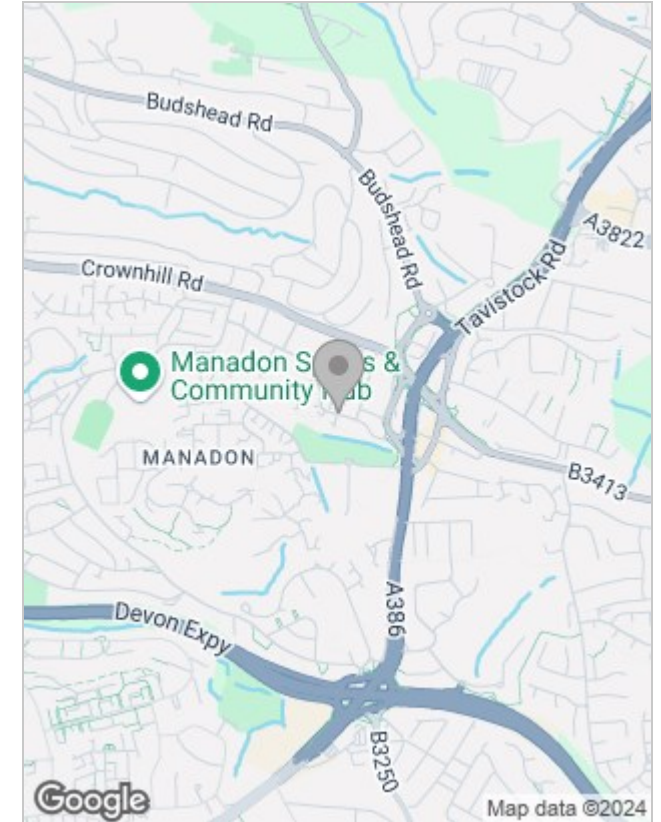 Budshead Rd
Budshead Rd
A3822
Tavistock Rd
Crownhill Rd
Manadon S s &
Community ub
MANADON
B3413
A386
Devon Expy
B3250
Google
Map data ©2024